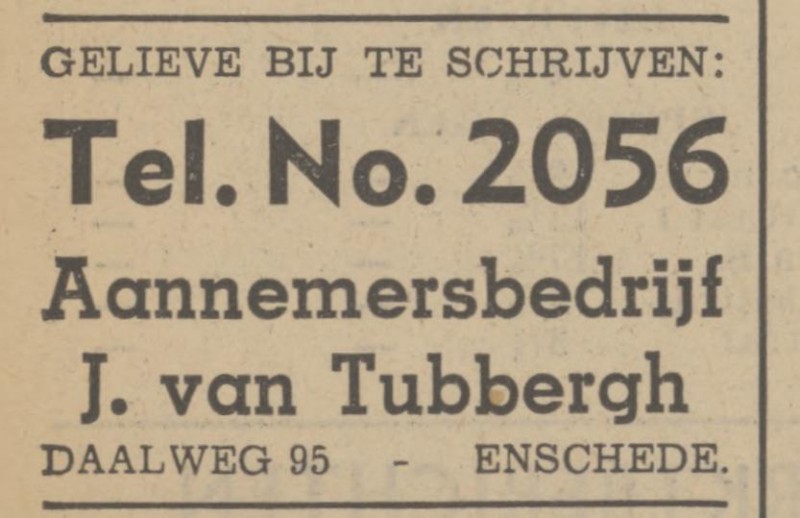 GELIEVE BIJ TE SCHRIJVEN:
Tel. No. 2056
Aannemersbedrijf
J. van Tubbergh
DAALWEG 95 - ENSCHEDE.